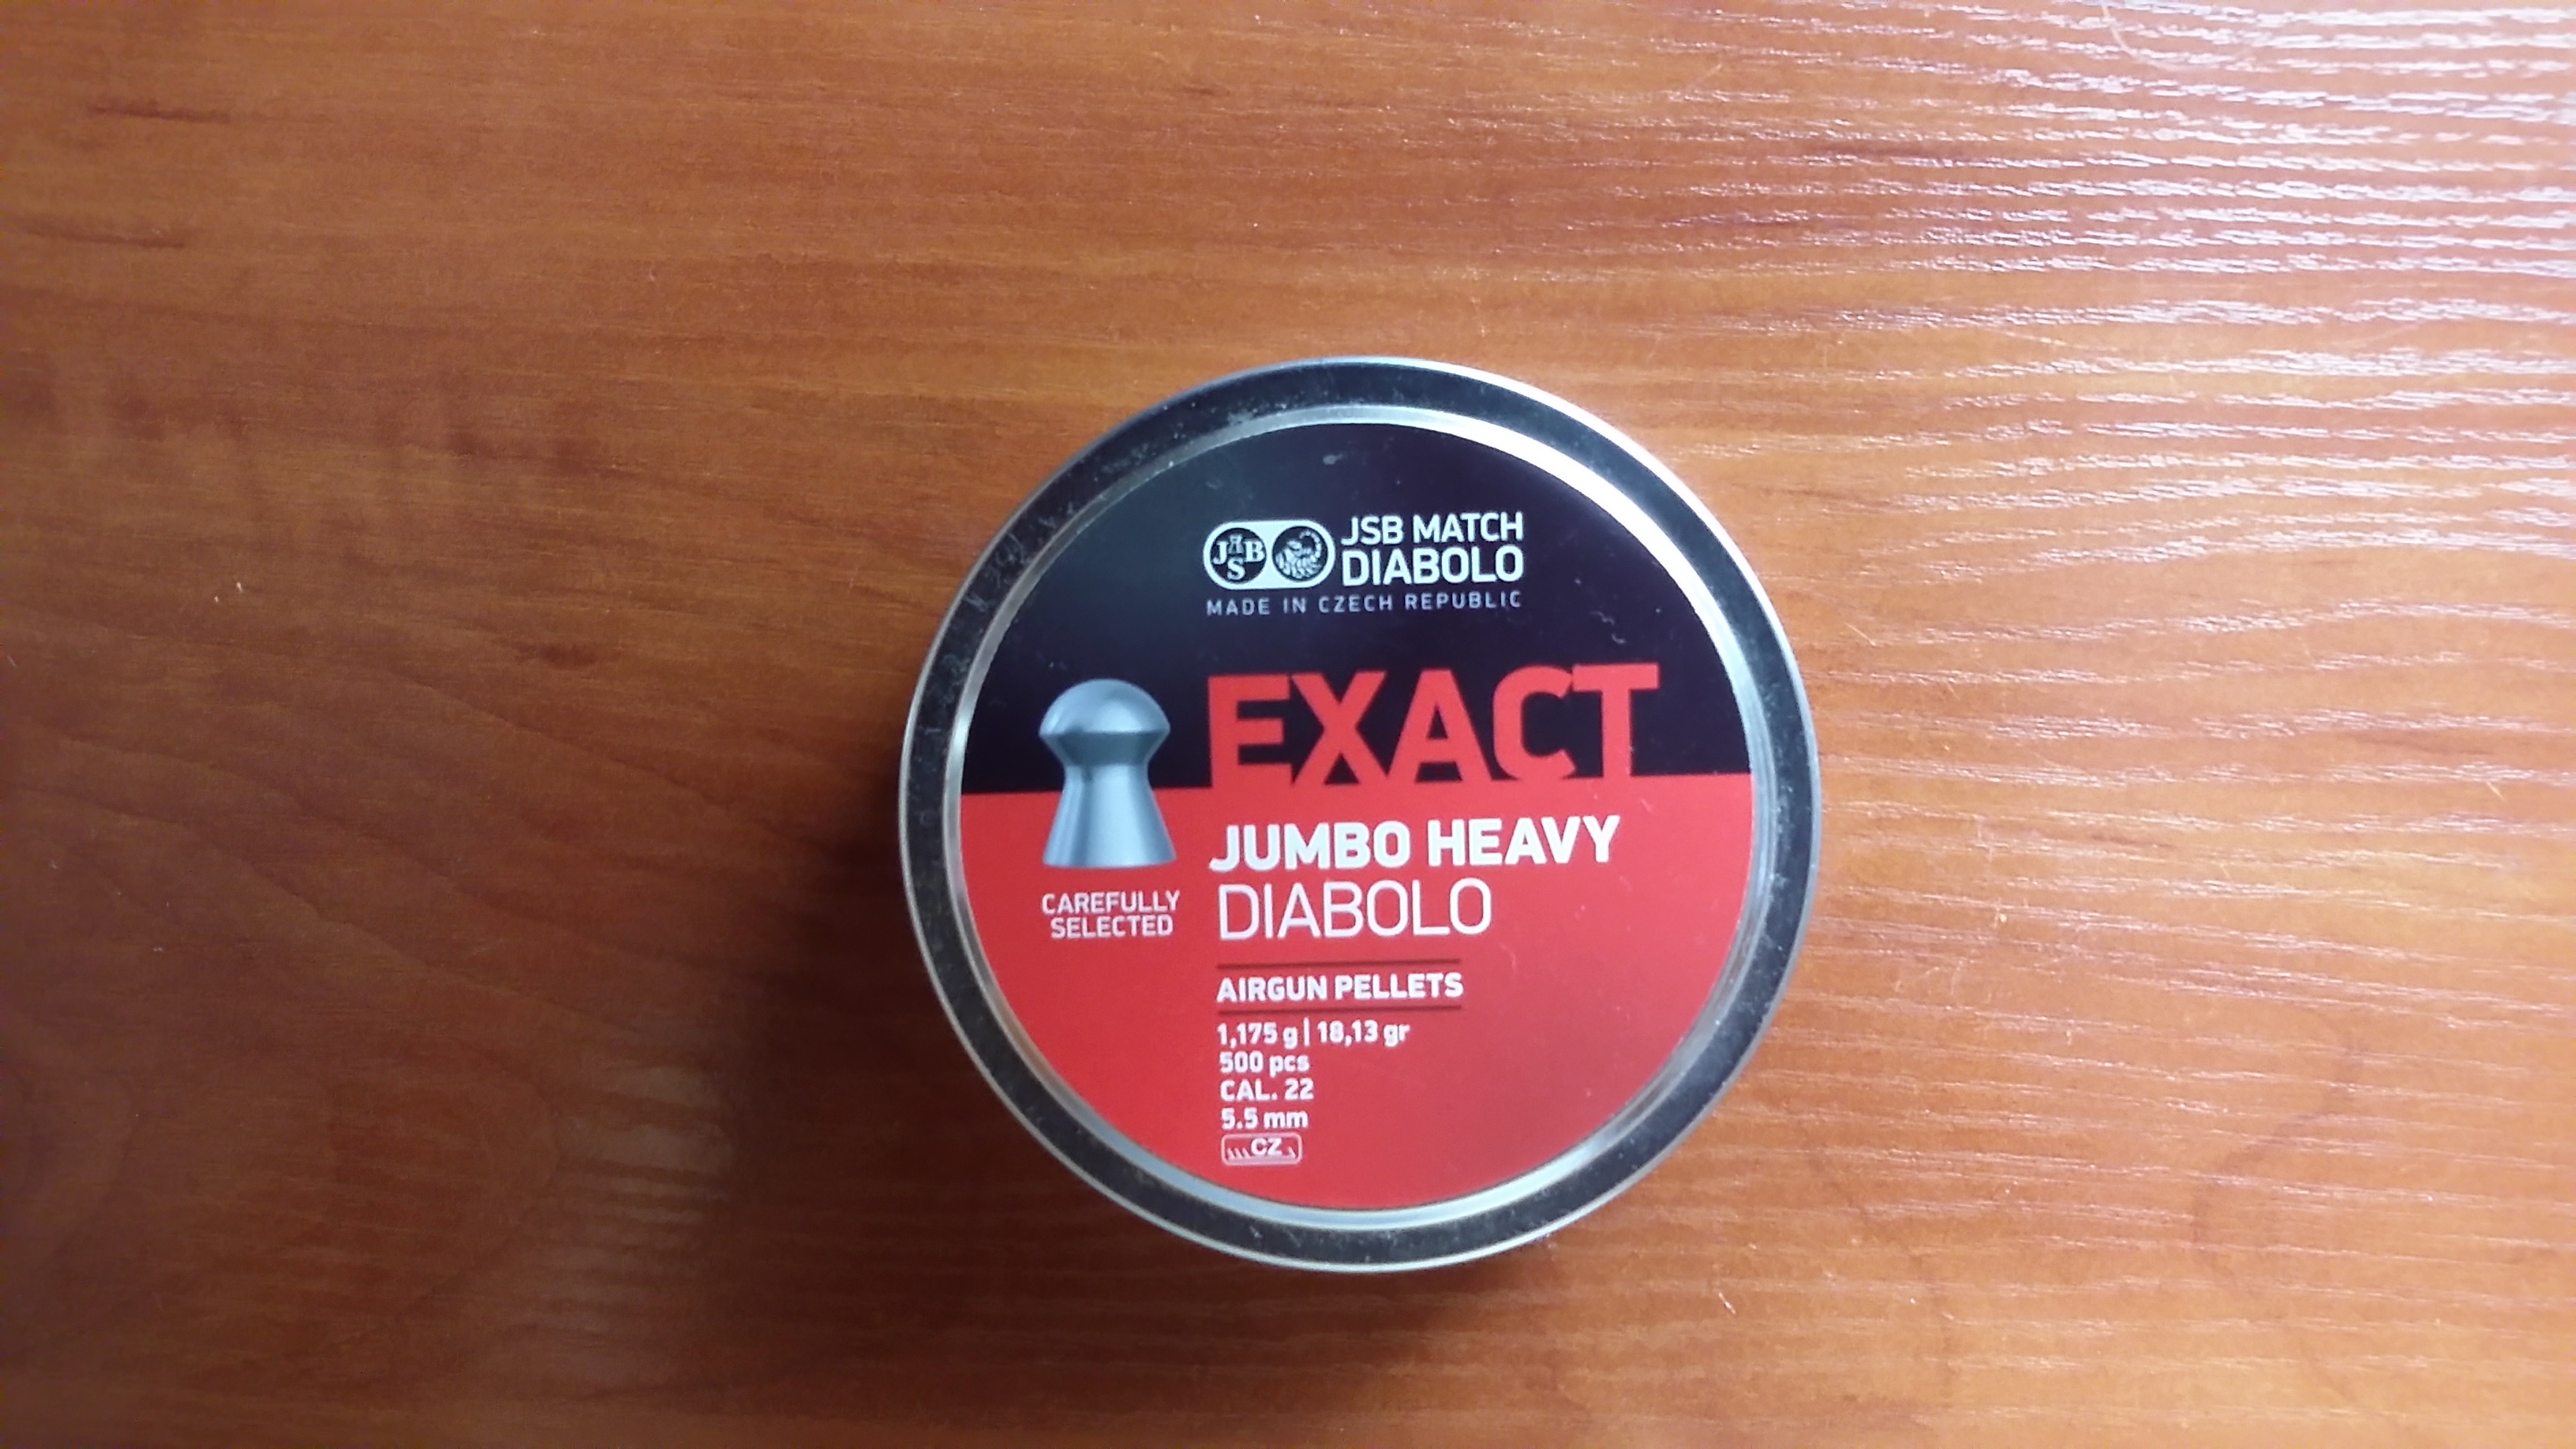 JSB
JSB MATCH
DIABOLO
MADE IN CZECH REPUBLIC
EXACT
JUMBO HEAVY
DIABOLO
CAREFULLY
SELECTED
AIRGUN PELLETS
1,175 g | 18,13 gr
500 pcs
CAL. 22
5.5 mm
CZ